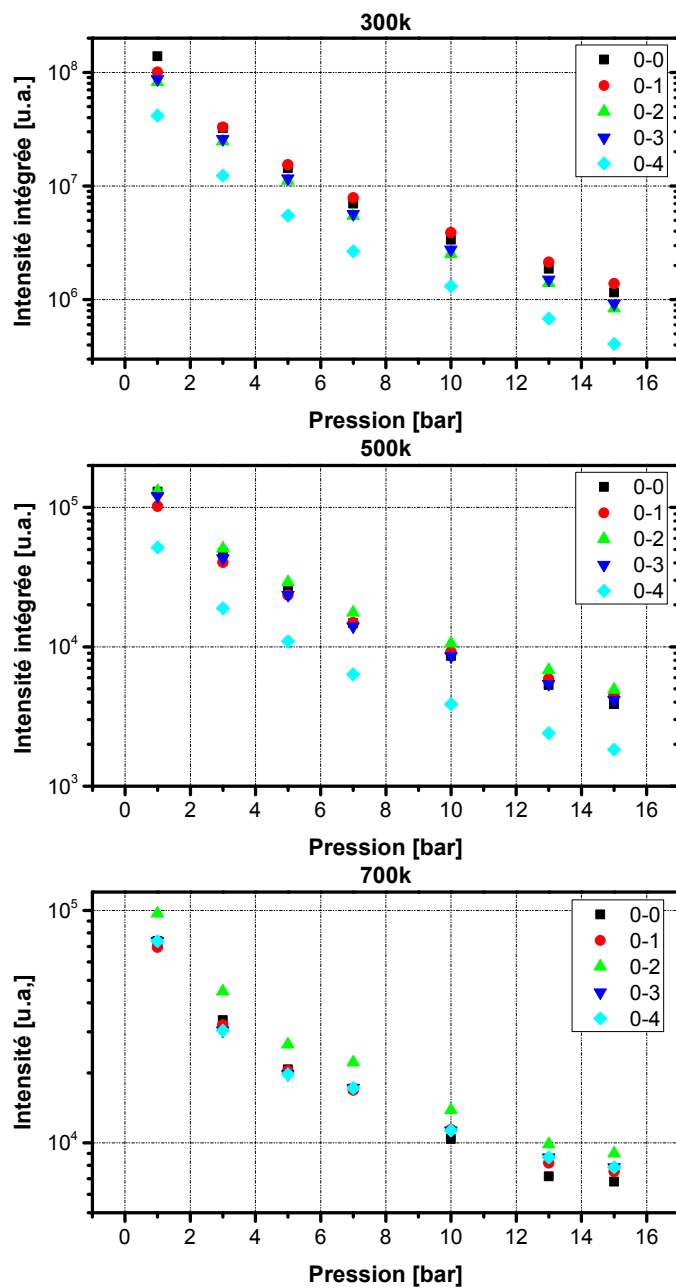 300k
Intensité intégrée [u.a.]
10^8
10^7
10^6
0-0
0-1
0-2
0-3
0-4
0 2 4 6 8 10 12 14 16
Pression [bar]
500k
Intensité intégrée [u.a.]
10^5
10^4
10^3
0-0
0-1
0-2
0-3
0-4
0 2 4 6 8 10 12 14 16
Pression [bar]
700k
Intensité [u.a,]
10^5
10^4
0-0
0-1
0-2
0-3
0-4
0 2 4 6 8 10 12 14 16
Pression [bar]